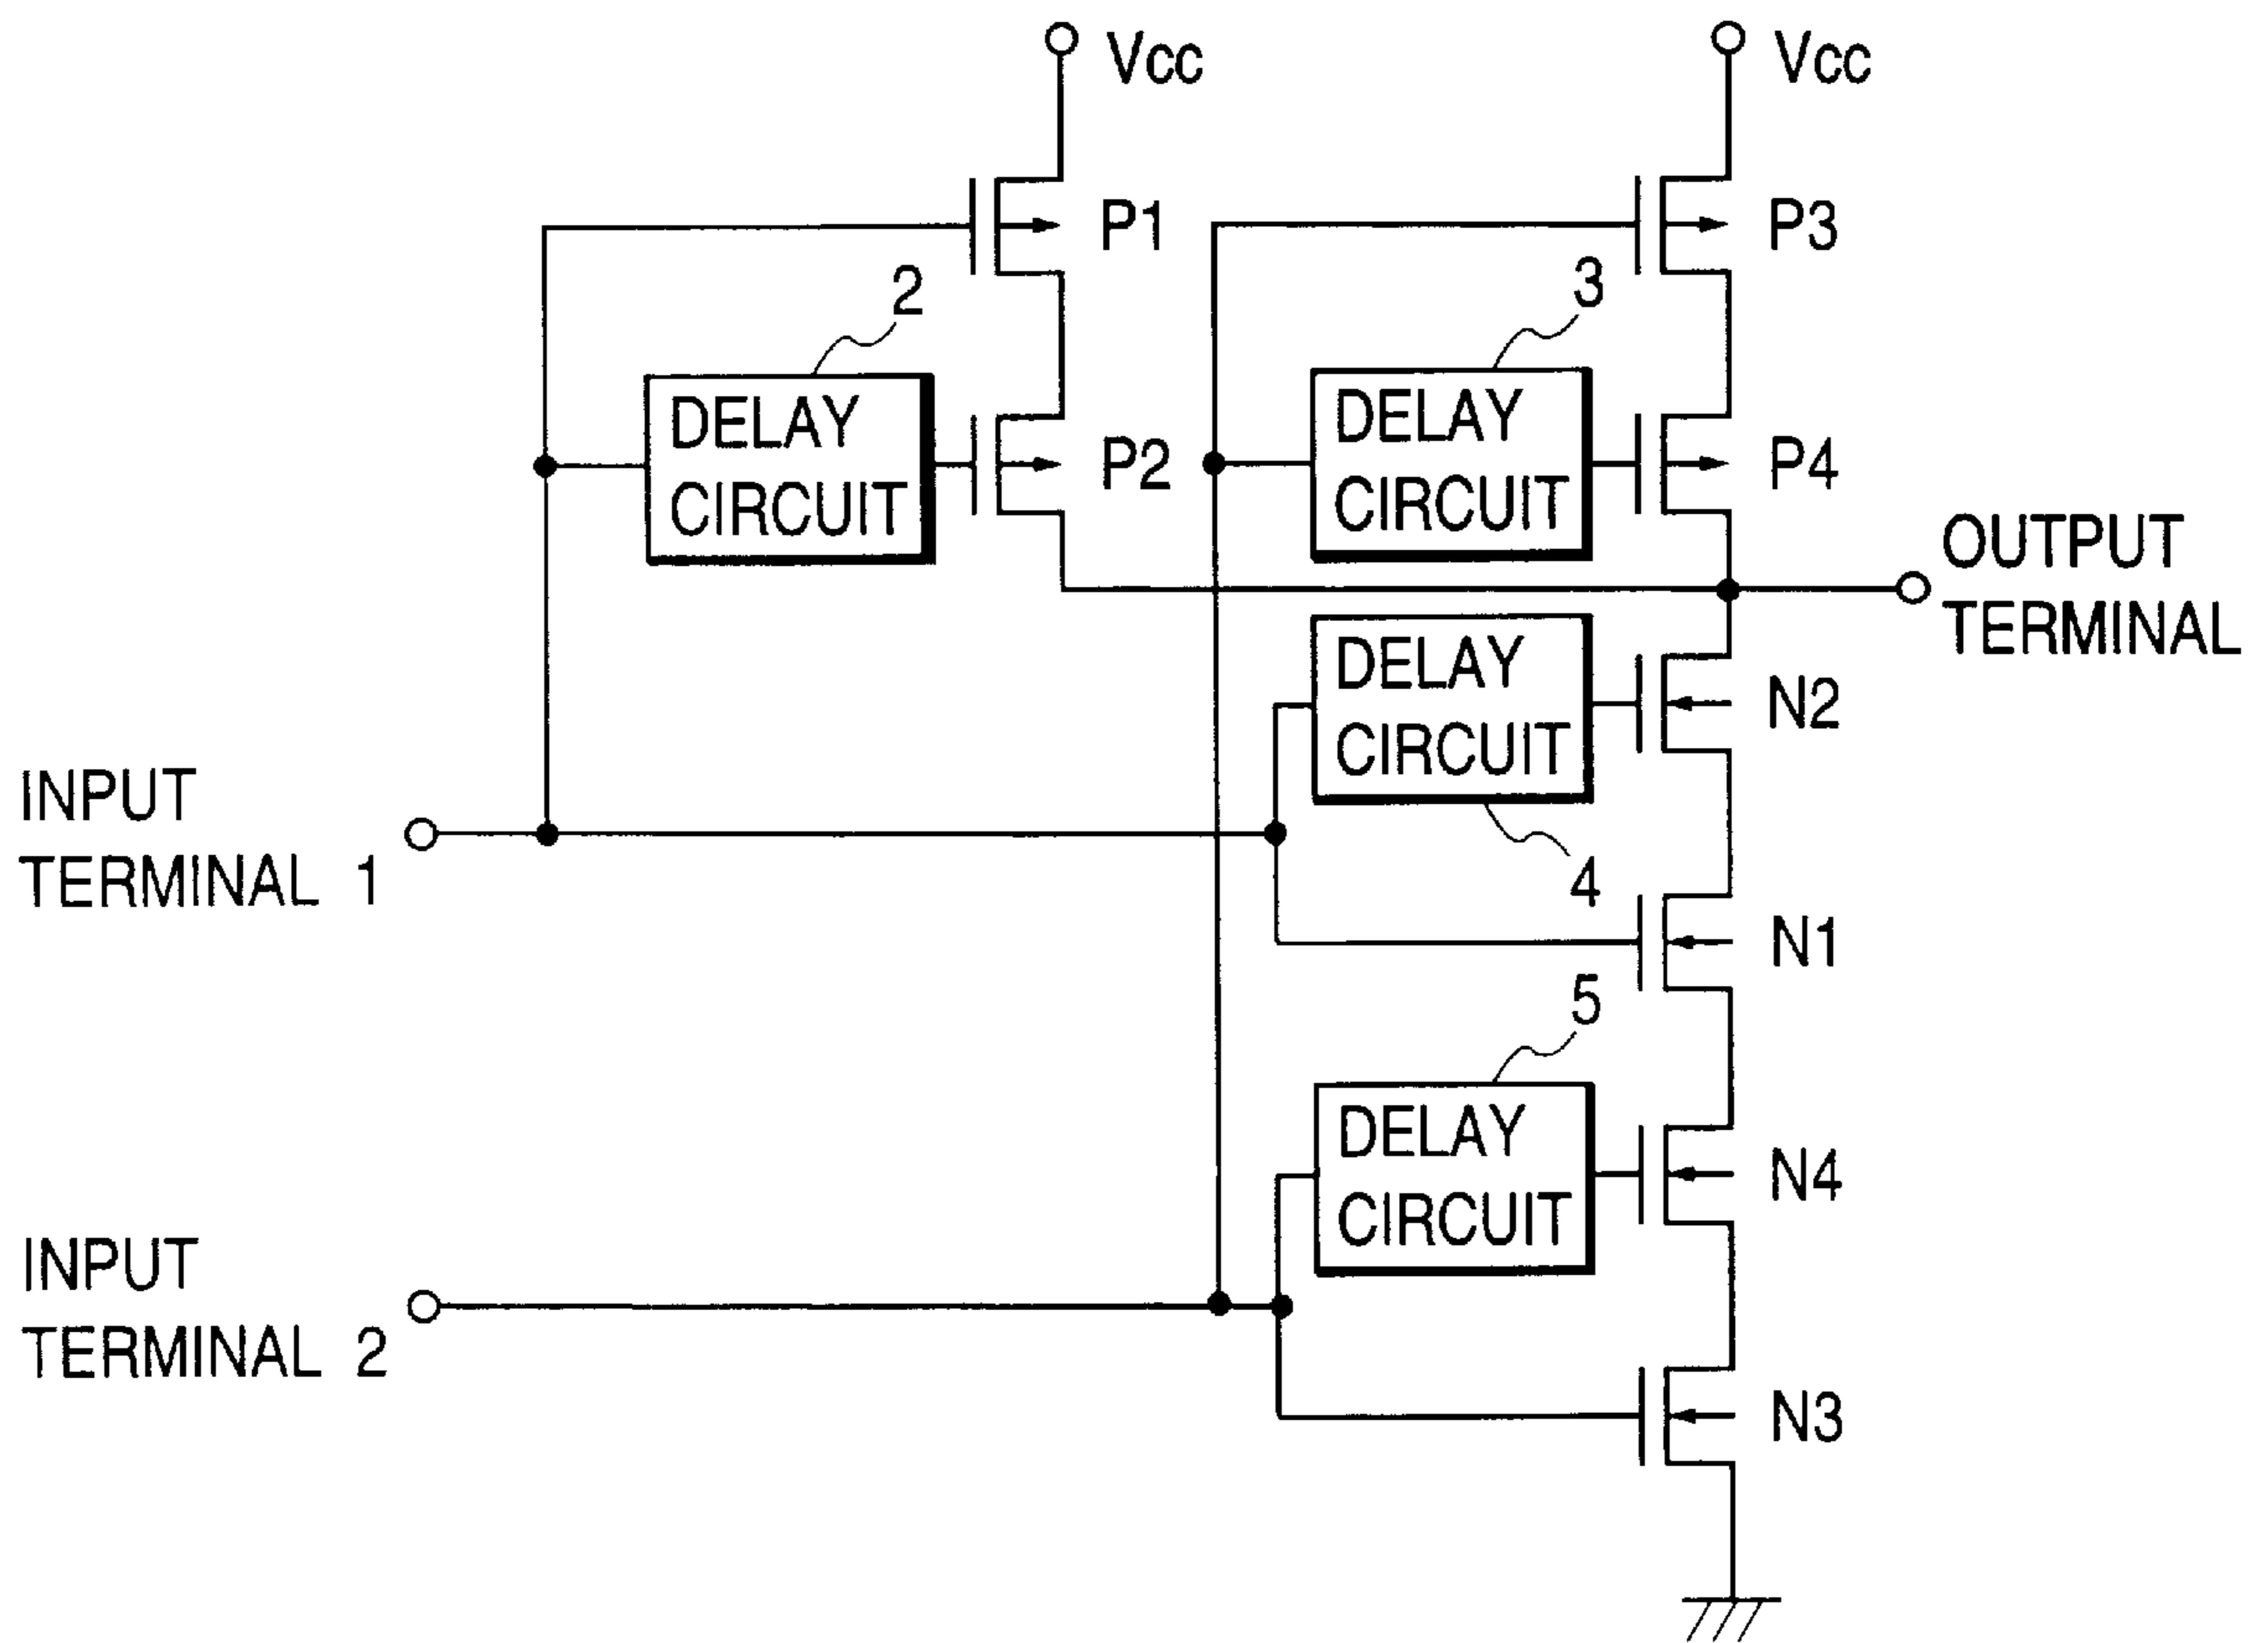 Vcc
Vcc
P1
P3
2
3
DELAY
CIRCUIT
P2
DELAY
CIRCUIT
P4
OUTPUT
TERMINAL
DELAY
CIRCUIT
N2
INPUT
TERMINAL 1
4
N1
5
DELAY
CIRCUIT
N4
INPUT
TERMINAL 2
N3